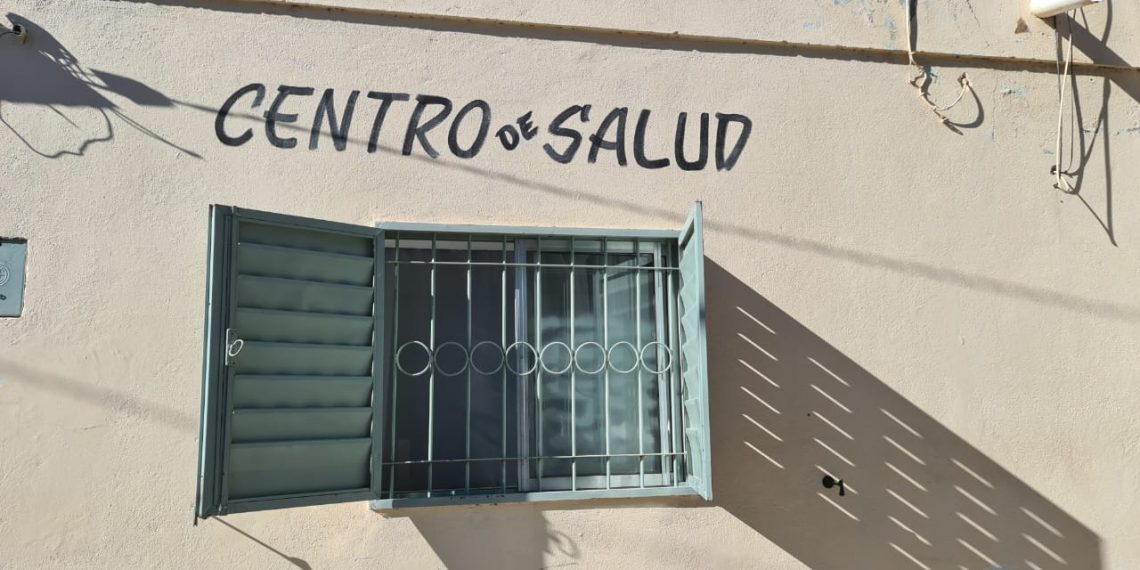 CENTRO DE SALUD